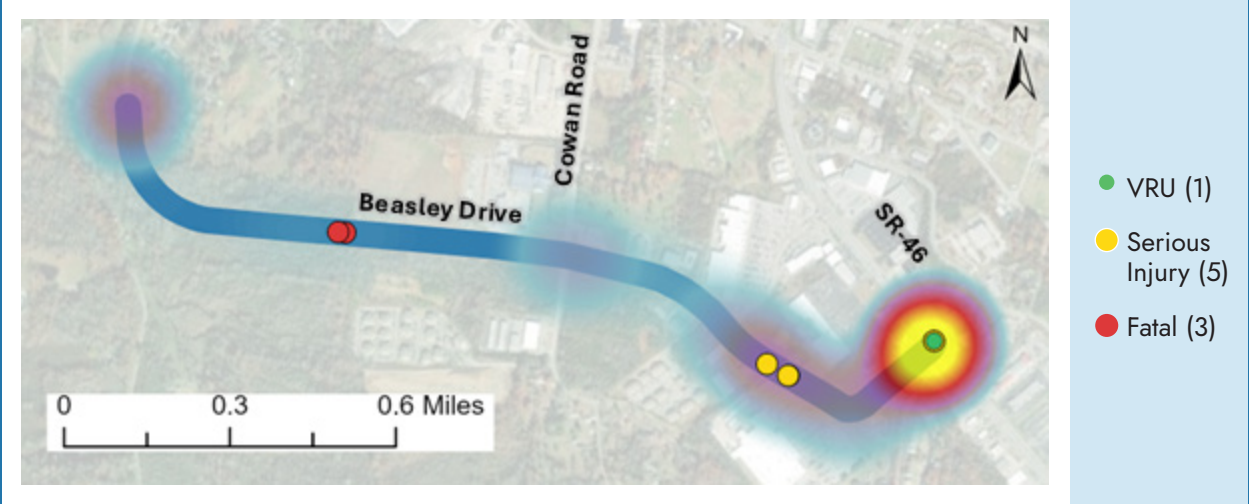 N
Cowan Road
Beasley Drive
SR-46
0 0.3 0.6 Miles
VRU (1)
Serious
Injury (5)
Fatal (3)